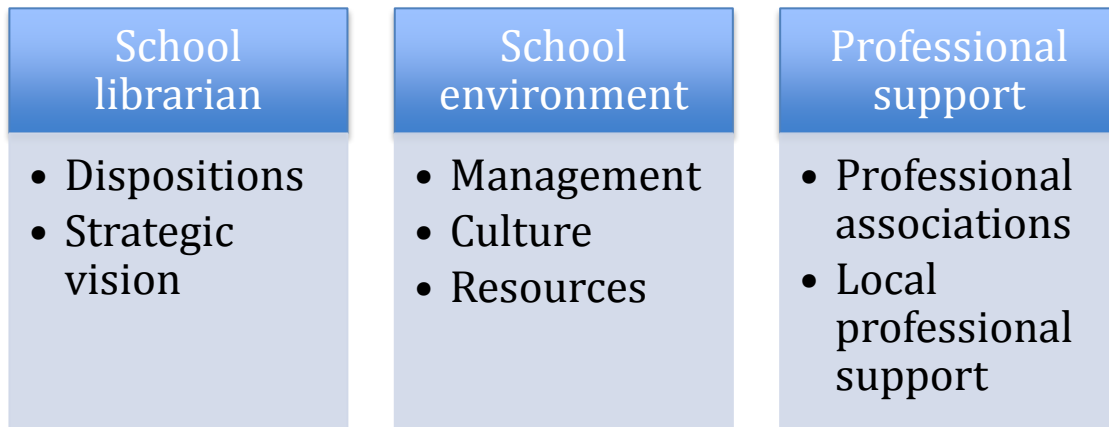 School
librarian
• Dispositions
• Strategic
vision
School
environment
• Management
• Culture
• Resources
Professional
support
• Professional
associations
• Local
professional
support